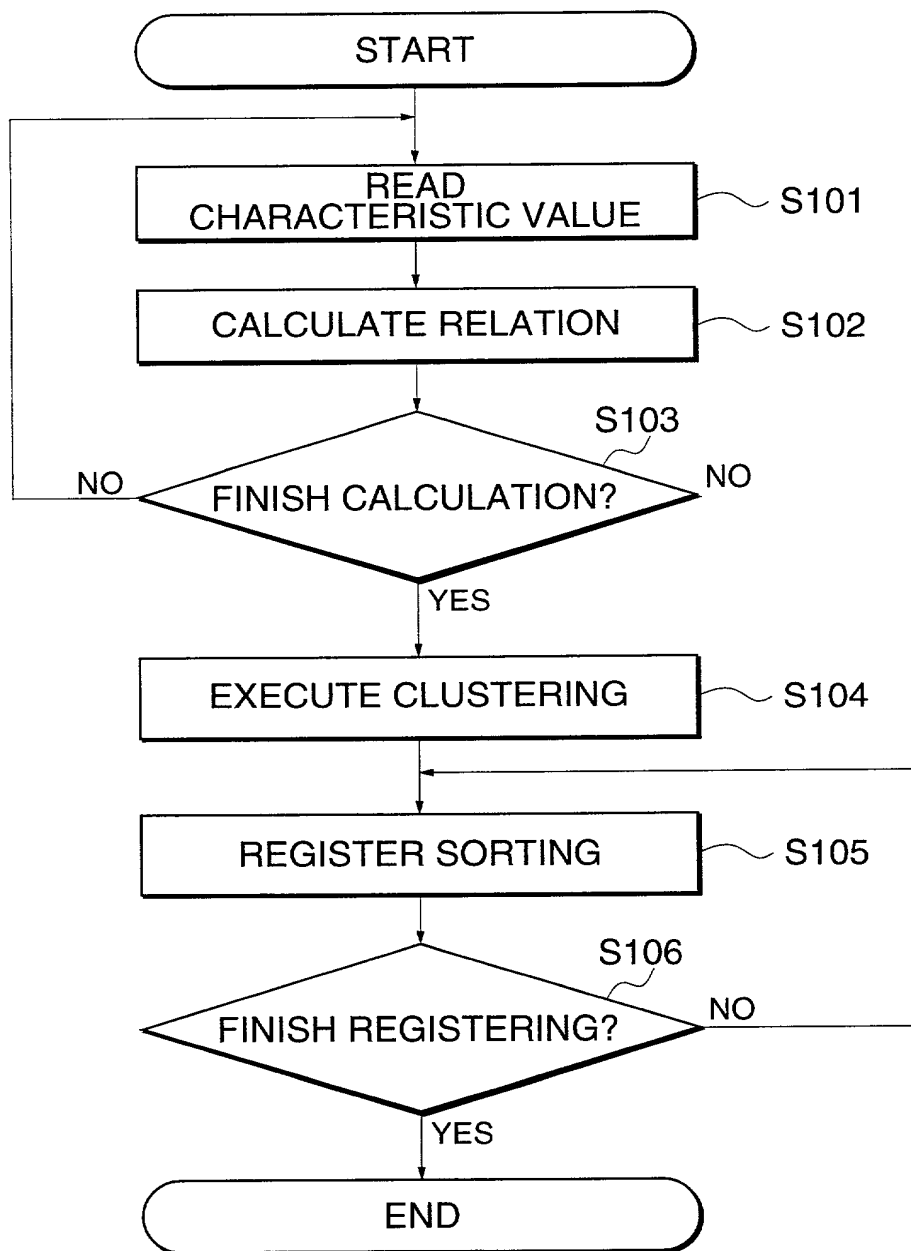 START
READ
CHARACTERISTIC VALUE
S101
CALCULATE RELATION
S102
S103
NO
FINISH CALCULATION?
NO
YES
EXECUTE CLUSTERING
S104
REGISTER SORTING
S105
S106
FINISH REGISTERING?
NO
YES
END